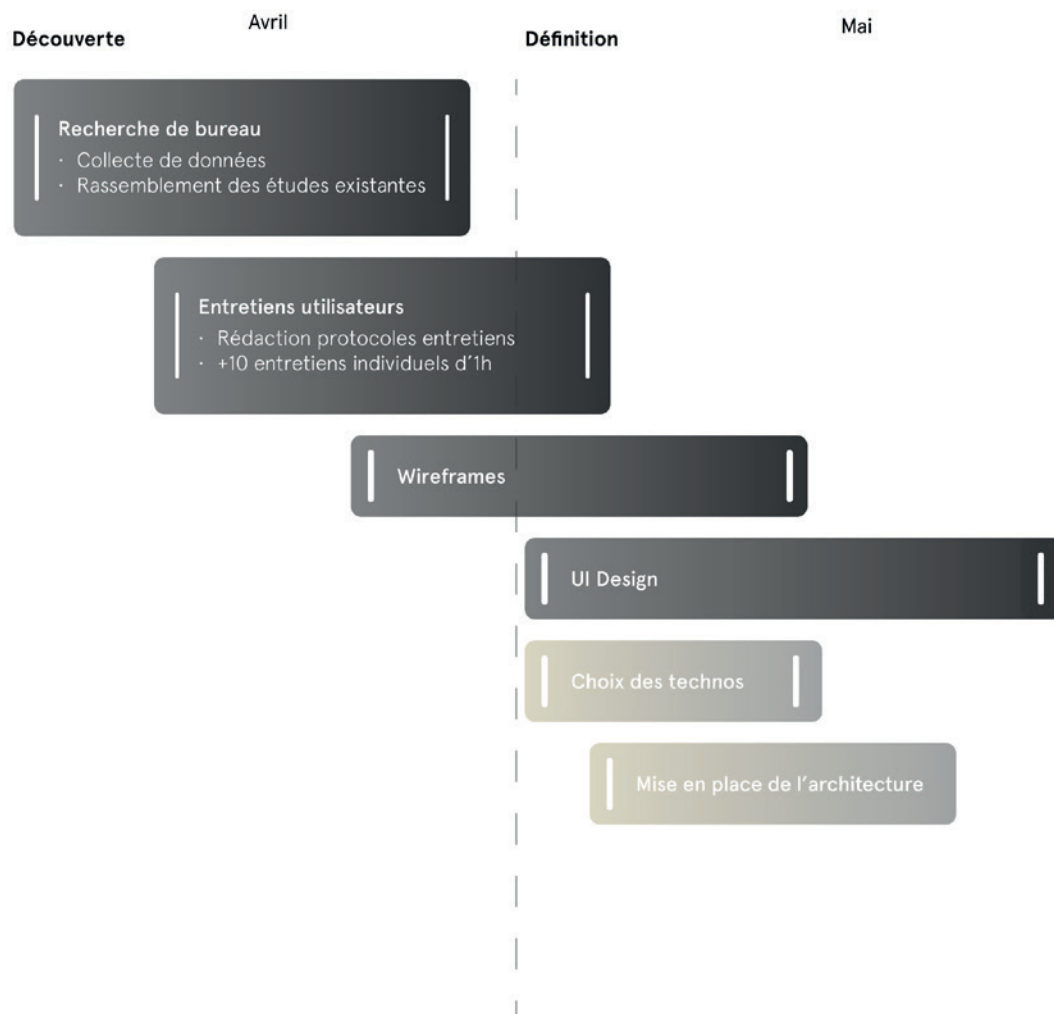 Avril
Mai
Découverte
Définition
Recherche de bureau
· Collecte de données
· Rassemblement des études existantes
Entretiens utilisateurs
· Rédaction protocoles entretiens
· +10 entretiens individuels d'1h
Wireframes
UI Design
Choix des technos
Mise en place de l'architecture